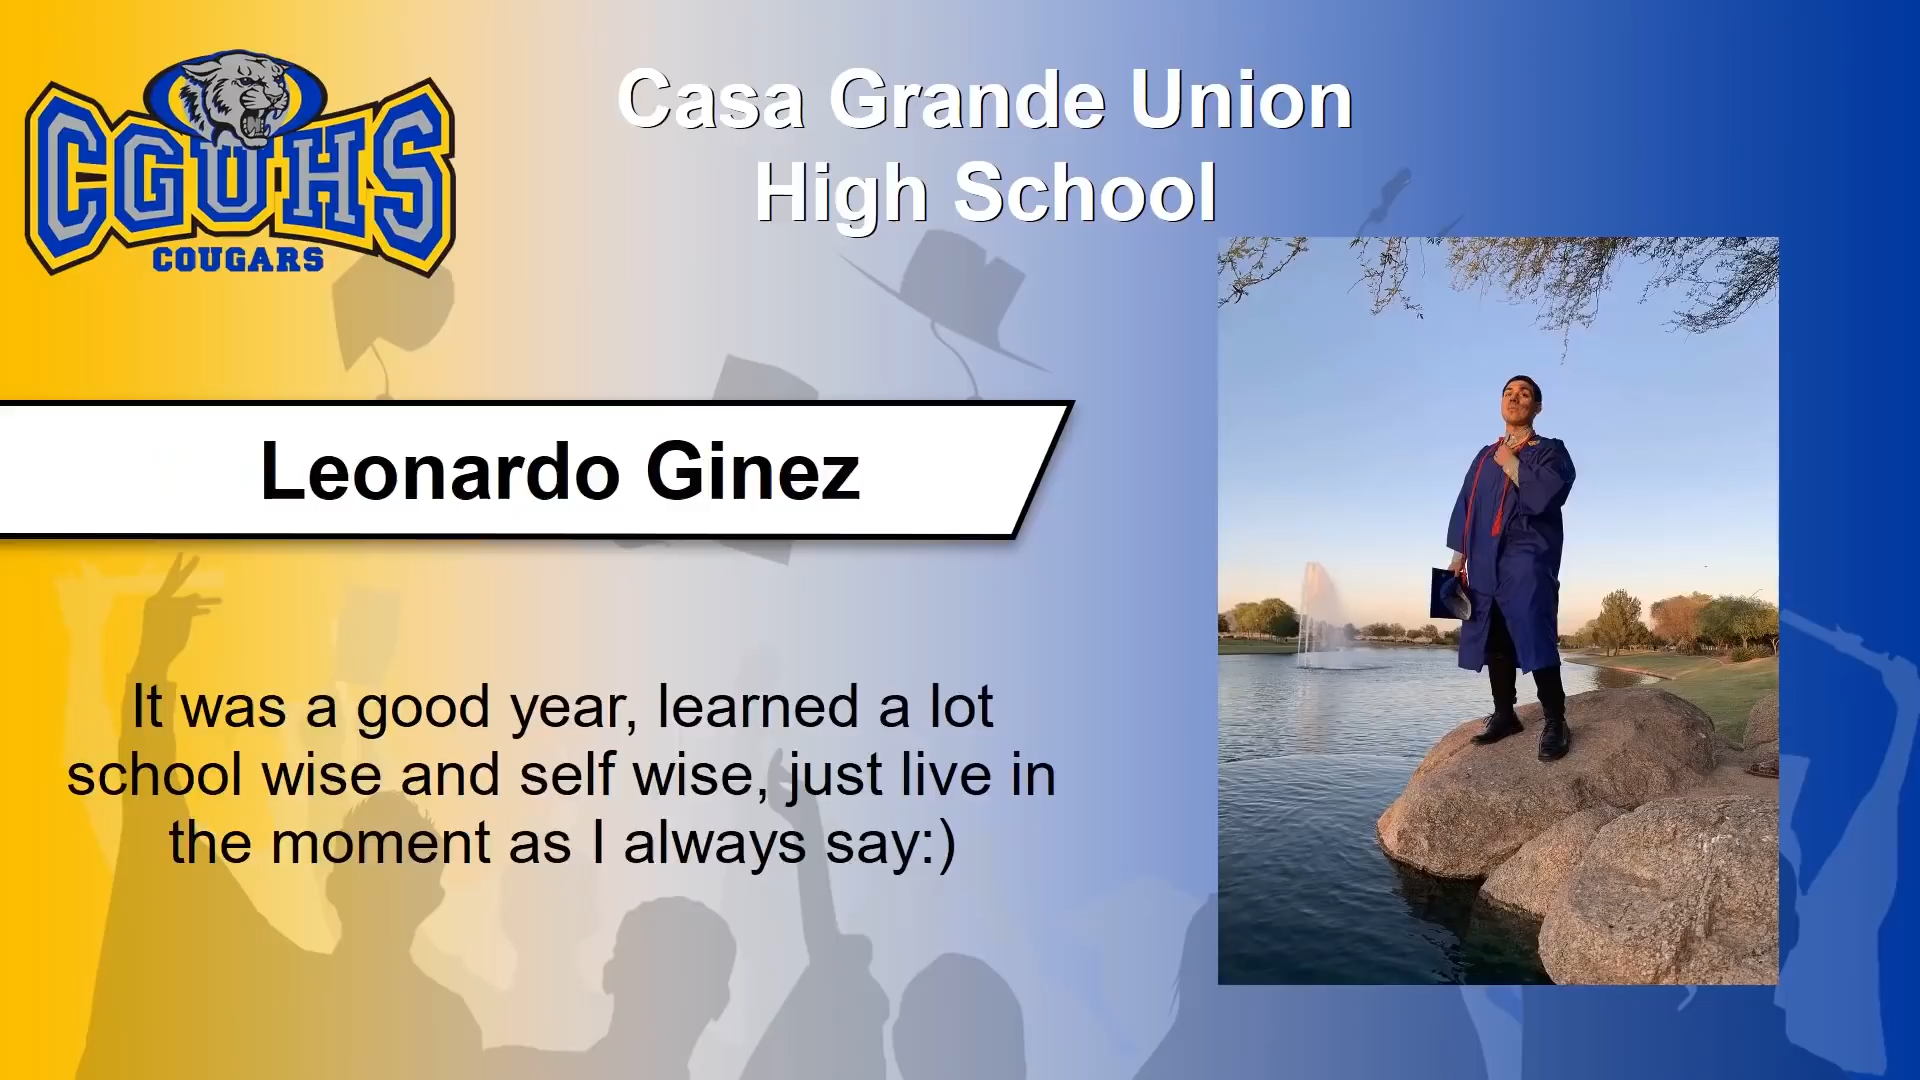 CGUHS
COUGARS
Casa Grande Union
High School
Leonardo Ginez
It was a good year, learned a lot
school wise and self wise, just live in
the moment as I always say:)